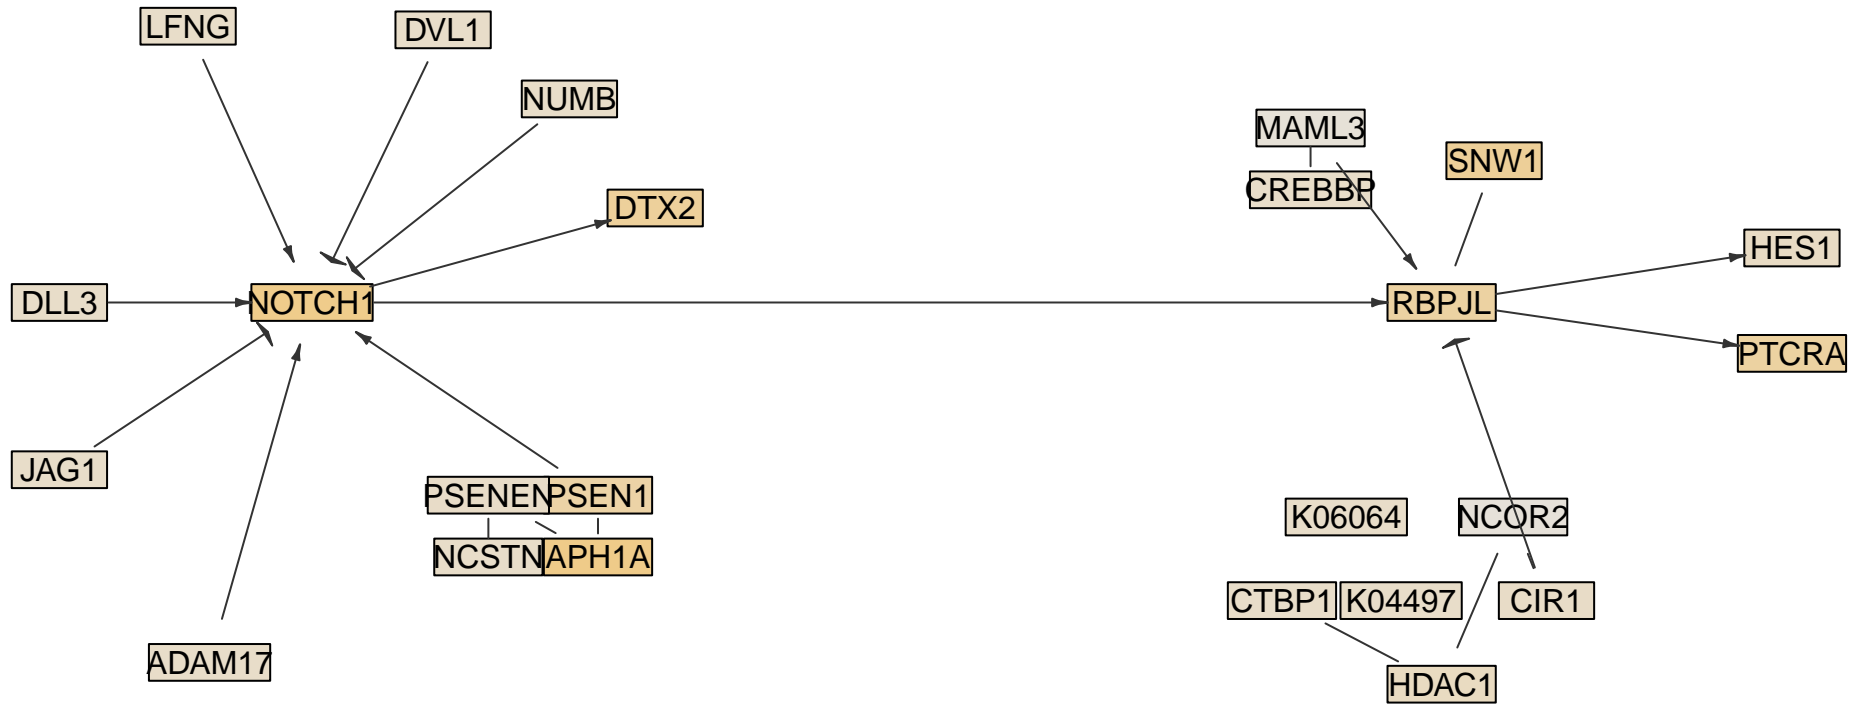 LFNG
DVL1
NUMB
MAML3
SNW1
CREBBP
DTX2
HES1
DLL3
NOTCH1
RBPJL
PTCRA
JAG1
PSENEN
PSEN1
K06064
NCOR2
NCSTN
APH1A
CTBP1
K04497
CIR1
ADAM17
HDAC1